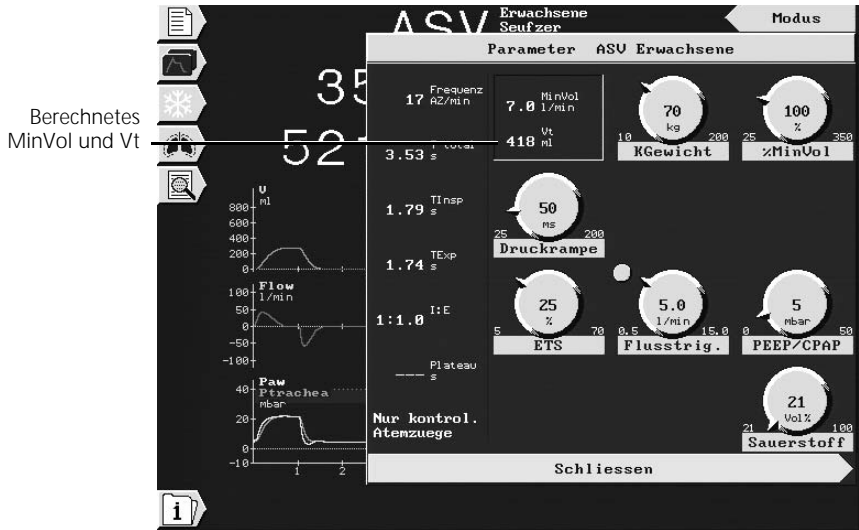 Berechnetes
MinVol und Vt
ASV Erwachsene
Seufzer
Modus
Parameter ASV Erwachsene
35
17 Frequenz
AZ/min
7.0 MinVol
l/min
418 Vt
ml
3.53 s
1.79 TInsp
s
1.74 TExp
s
1:1.0 I:E
___ Plateau
s
Nur kontrol.
Atemzuege
70
kg
10 200
KGewicht
100
%
25 350
%MinVol
50
ms
25 200
Druckrampe
25
%
5 70
ETS
5.0
l/min
0.5 15.0
Flusstrig.
5
mbar
0 50
PEEP/CPAP
21
Vol%
21 100
Sauerstoff
Schliessen
V
ml
800
600
400
200
0
Flow
l/min
100
50
0
-50
-100
Paw
Ptrachea
mbar
40
20
0
-10
1 2
i